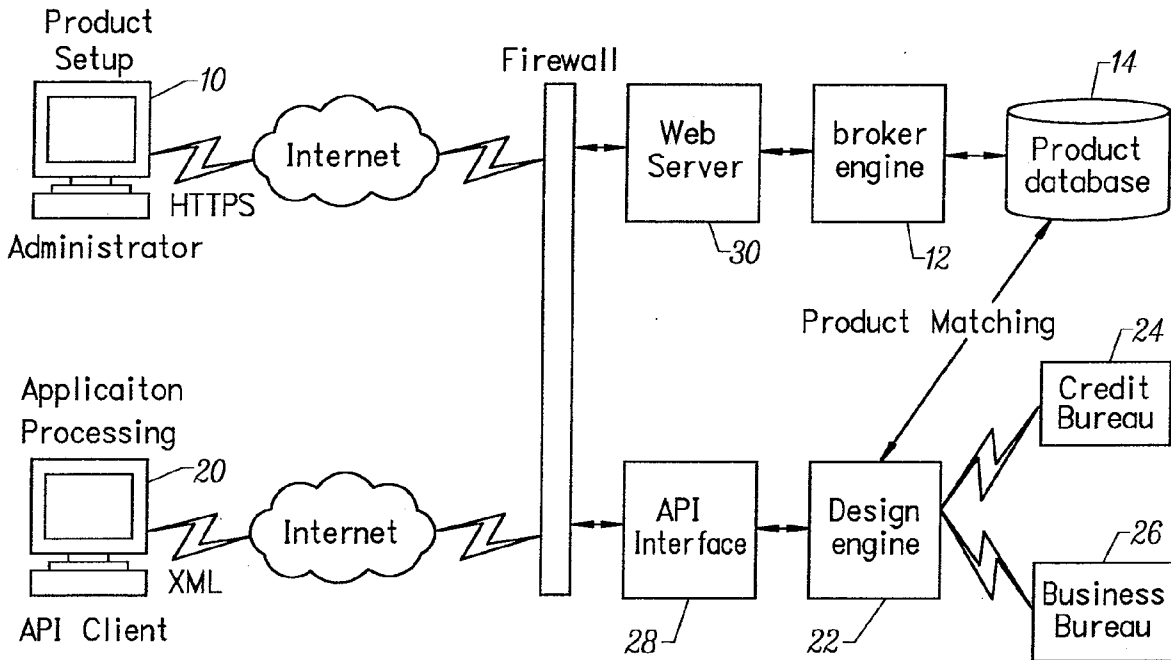 Product
Setup
10
Internet
HTTPS
Administrator
Firewall
Web
Server
30
broker
engine
12
14
Product
database
Product Matching
Applicaiton
Processing
20
Internet
XML
API Client
API
Interface
28
Design
engine
22
24
Credit
Bureau
26
Business
Bureau